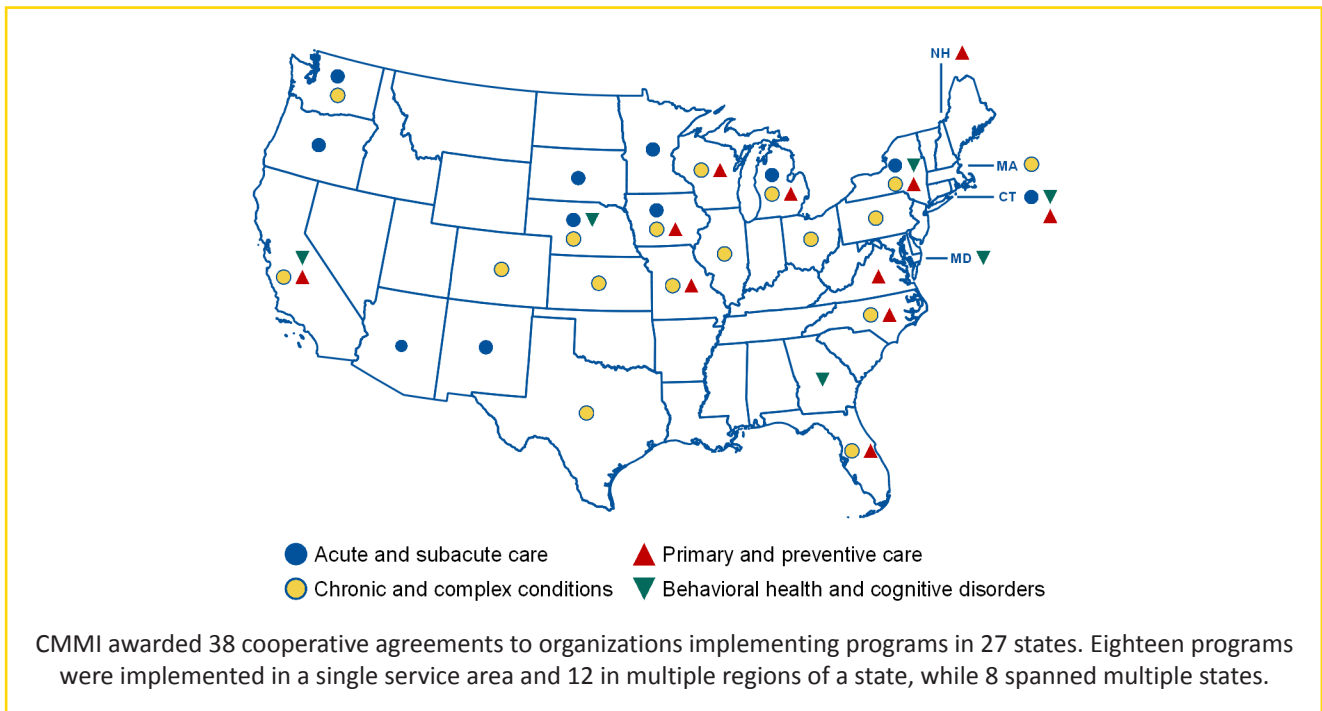 NH
MA
CT
MD
Acute and subacute care
Primary and preventive care
Chronic and complex conditions
Behavioral health and cognitive disorders
CMMI awarded 38 cooperative agreements to organizations implementing programs in 27 states. Eighteen programs
were implemented in a single service area and 12 in multiple regions of a state, while 8 spanned multiple states.